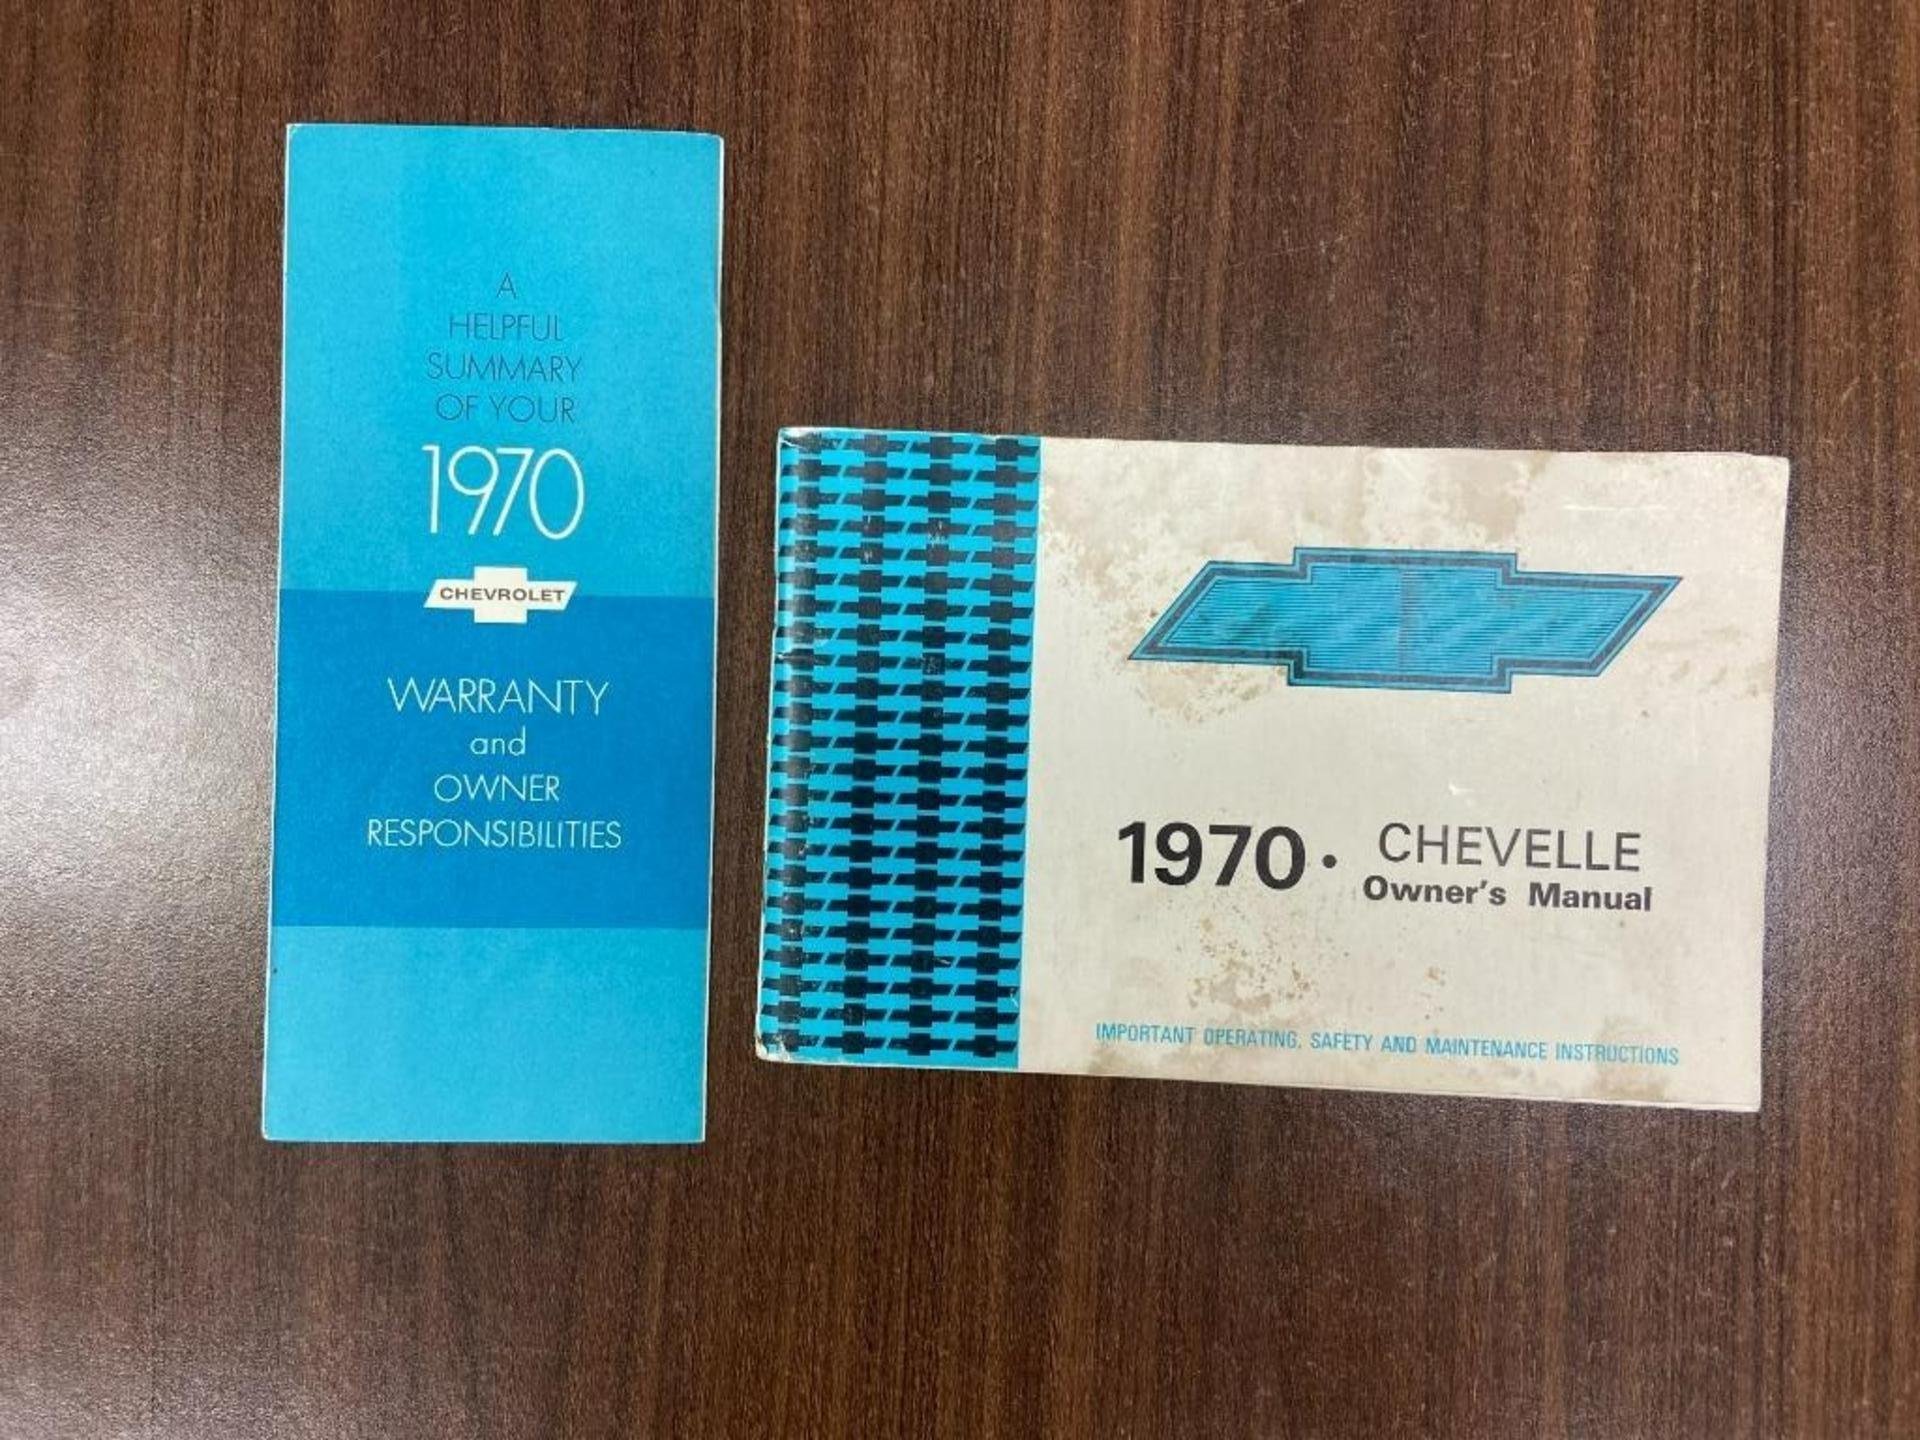 A
HELPFUL
SUMMARY
OF YOUR
1970
CHEVROLET
WARRANTY
and
OWNER
RESPONSIBILITIES
1970 • CHEVELLE
Owner's Manual
IMPORTANT OPERATING, SAFETY AND MAINTENANCE INSTRUCTIONS